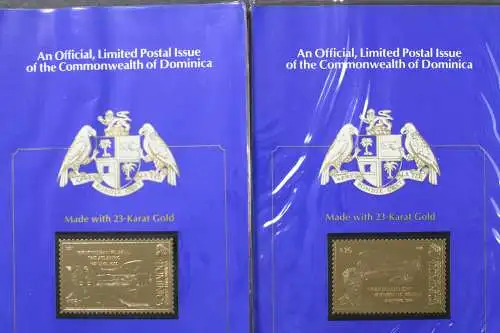 An Official, Limited Postal Issue
of the Commonwealth of Dominica
Made with 23-Karat Gold
An Official, Limited Postal Issue
of the Commonwealth of Dominica
Made with 23-Karat Gold